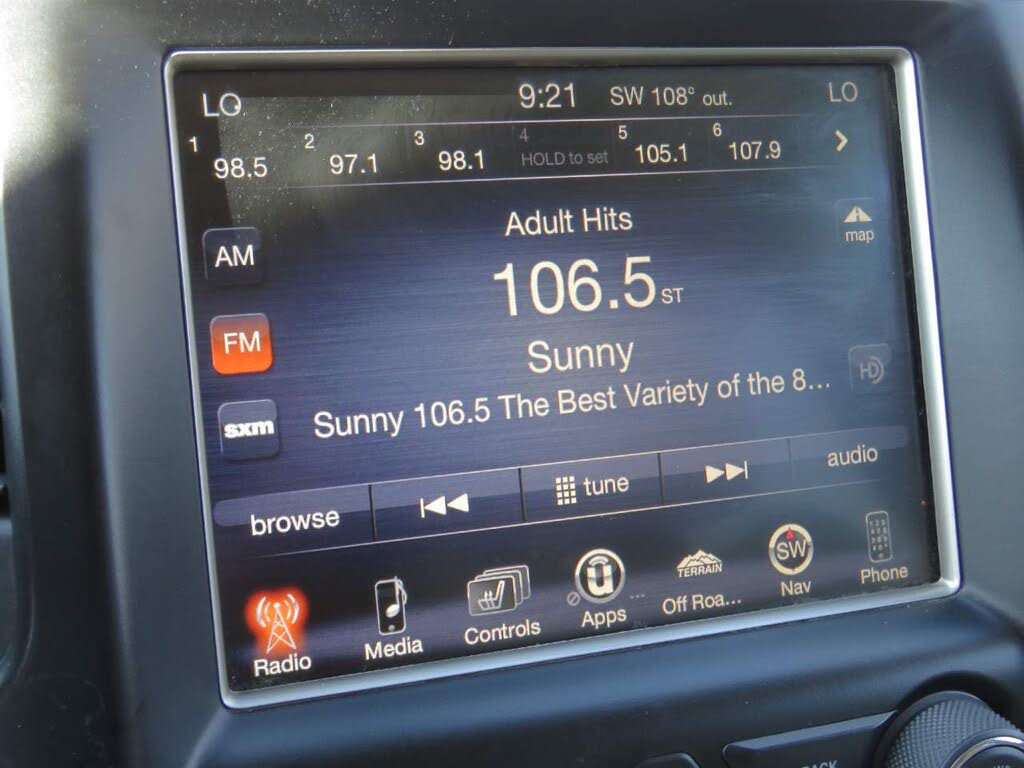 LO 9:21 SW 108° out. LO
1 98.5 2 97.1 3 98.1 4 HOLD to set 5 105.1 6 107.9
Adult Hits
map
AM
106.5 ST
FM
Sunny
HD
Sunny 106.5 The Best Variety of the 8...
sxm
browse tune audio
Radio Media Controls Apps TERRAIN Off Roa... SW Nav Phone